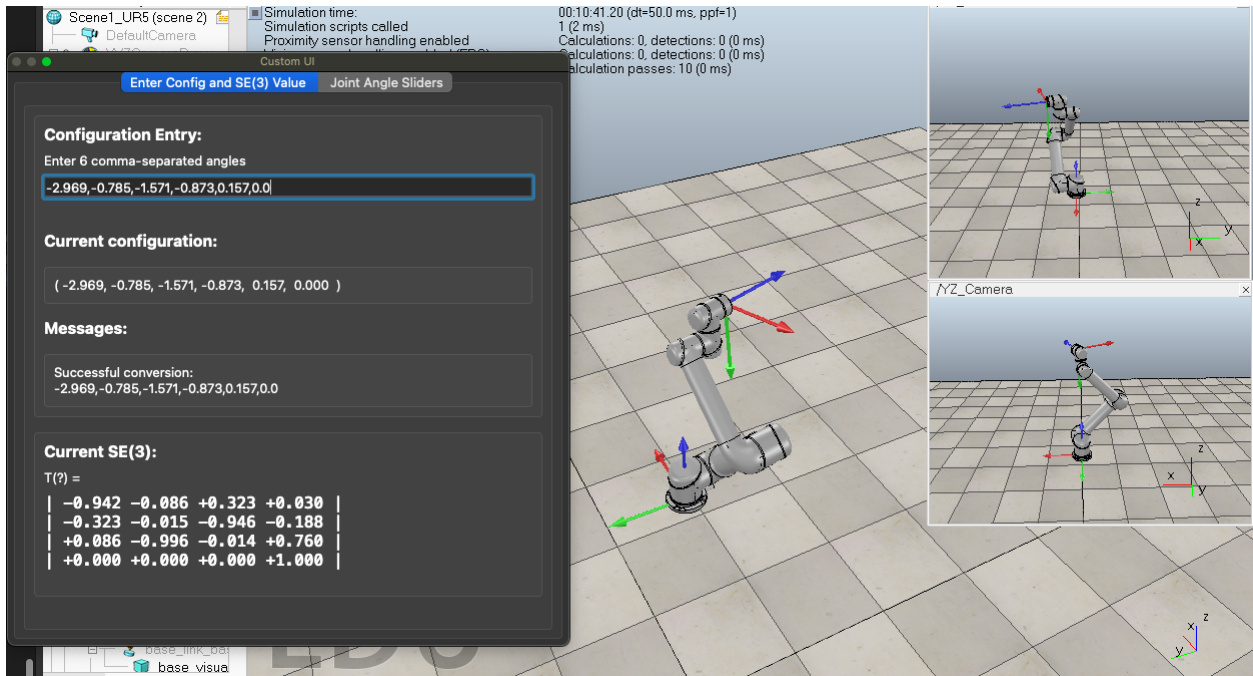 Scene1_UR5 (scene 2)
DefaultCamera
Simulation time: 00:10:41.20 (dt=50.0 ms, ppf=1)
Simulation scripts called 1 (2 ms)
Proximity sensor handling enabled Calculations: 0, detections: 0 (0 ms)
Calculations: 0, detections: 0 (0 ms)
alculation passes: 10 (0 ms)
Custom UI
Enter Config and SE(3) Value Joint Angle Sliders
Configuration Entry:
Enter 6 comma-separated angles
-2.969,-0.785,-1.571,-0.873,0.157,0.0
Current configuration:
( -2.969, -0.785, -1.571, -0.873, 0.157, 0.000 )
Messages:
Successful conversion:
-2.969,-0.785,-1.571,-0.873,0.157,0.0
Current SE(3):
T(?) =
| −0.942 −0.086 +0.323 +0.030 |
| −0.323 −0.015 −0.946 −0.188 |
| +0.086 −0.996 −0.014 +0.760 |
| +0.000 +0.000 +0.000 +1.000 |
base_link_ba
base_visua
EDU
z
y
x
/YZ_Camera
z
x
y
z
x
y